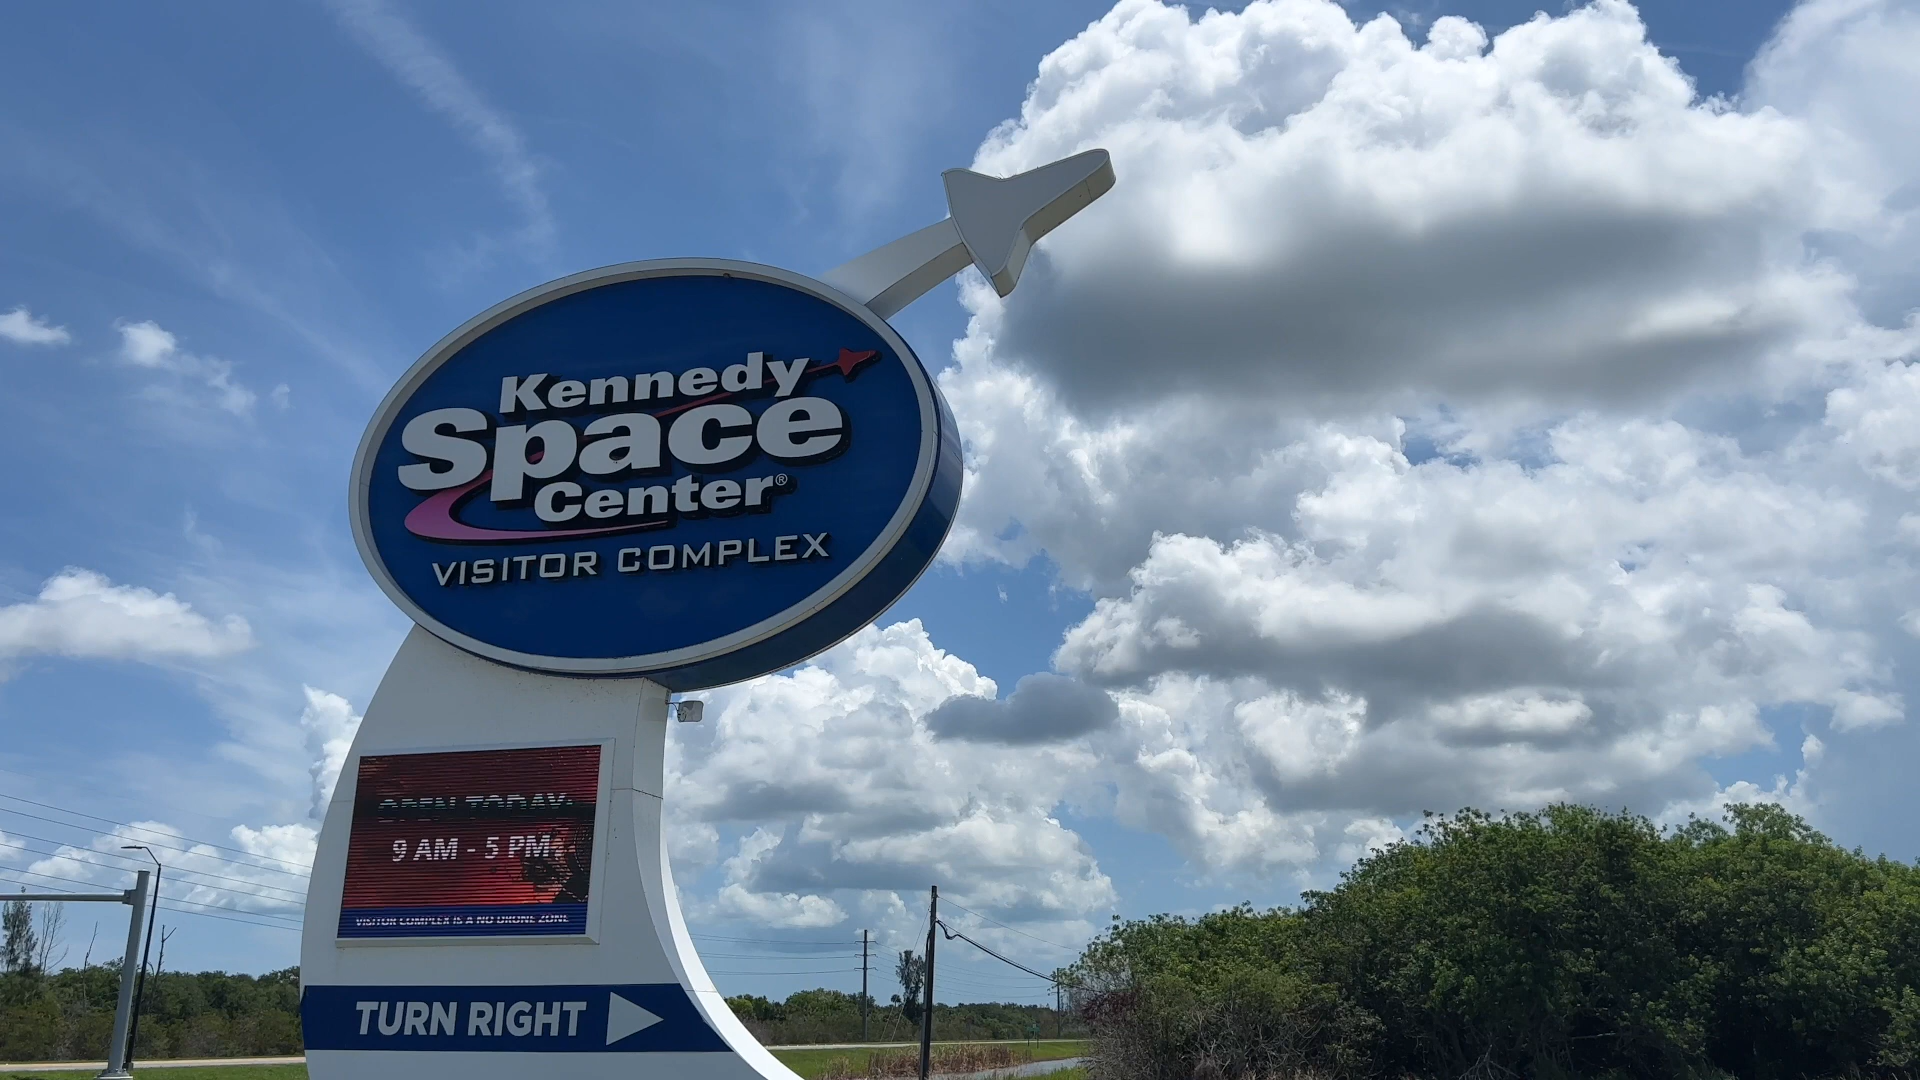 Kennedy
Space
Center®
VISITOR COMPLEX
OPEN TODAY:
9 AM - 5 PM
VISITOR COMPLEX IS A NO DRONE ZONE
TURN RIGHT